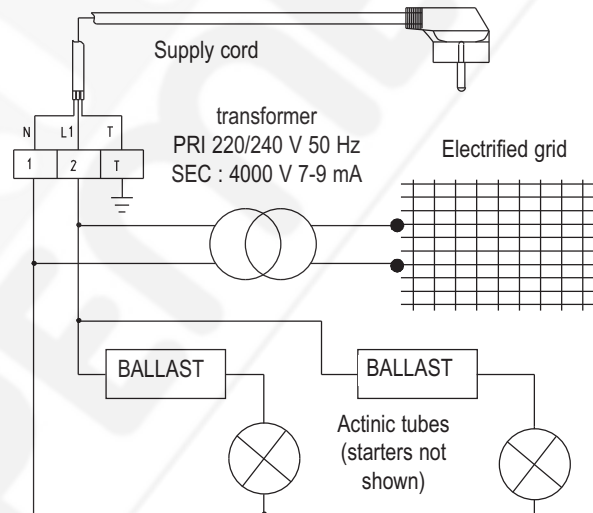 Supply cord
transformer
PRI 220/240 V 50 Hz
SEC : 4000 V 7-9 mA
Electrified grid
N L1 T
1 2 T
BALLAST
BALLAST
Actinic tubes
(starters not
shown)